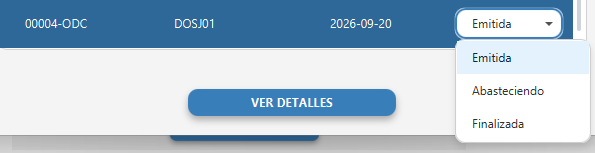 00004-ODC DOSJ01 2026-09-20 Emitida
Emitida
Abasteciendo
VER DETALLES
Finalizada